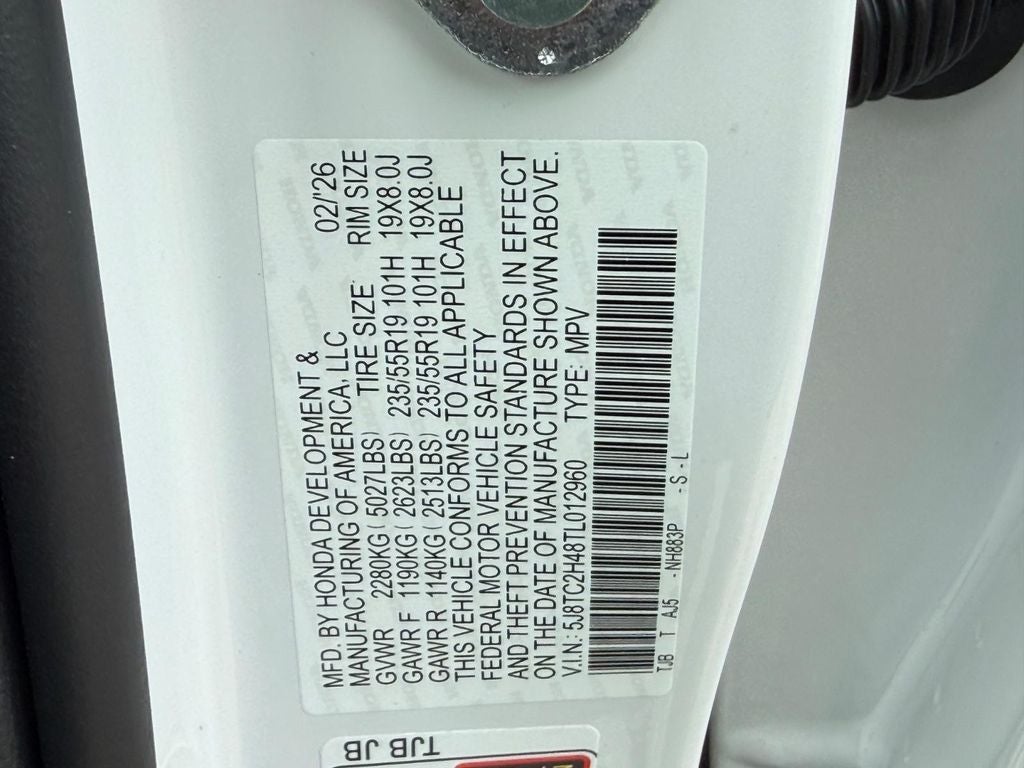 MFD. BY HONDA DEVELOPMENT &
MANUFACTURING OF AMERICA, LLC 02/'26
GVWR 2280KG ( 5027LBS) TIRE SIZE RIM SIZE
GAWR F 1190KG ( 2623LBS) 235/55R19 101H 19X8.0J
GAWR R 1140KG ( 2513LBS) 235/55R19 101H 19X8.0J
THIS VEHICLE CONFORMS TO ALL APPLICABLE
FEDERAL MOTOR VEHICLE SAFETY
AND THEFT PREVENTION STANDARDS IN EFFECT
ON THE DATE OF MANUFACTURE SHOWN ABOVE.
V.I.N: 5J8TC2H48TL012960 TYPE: MPV
TJB T AJ5 -NH883P -S-L
TJB JB